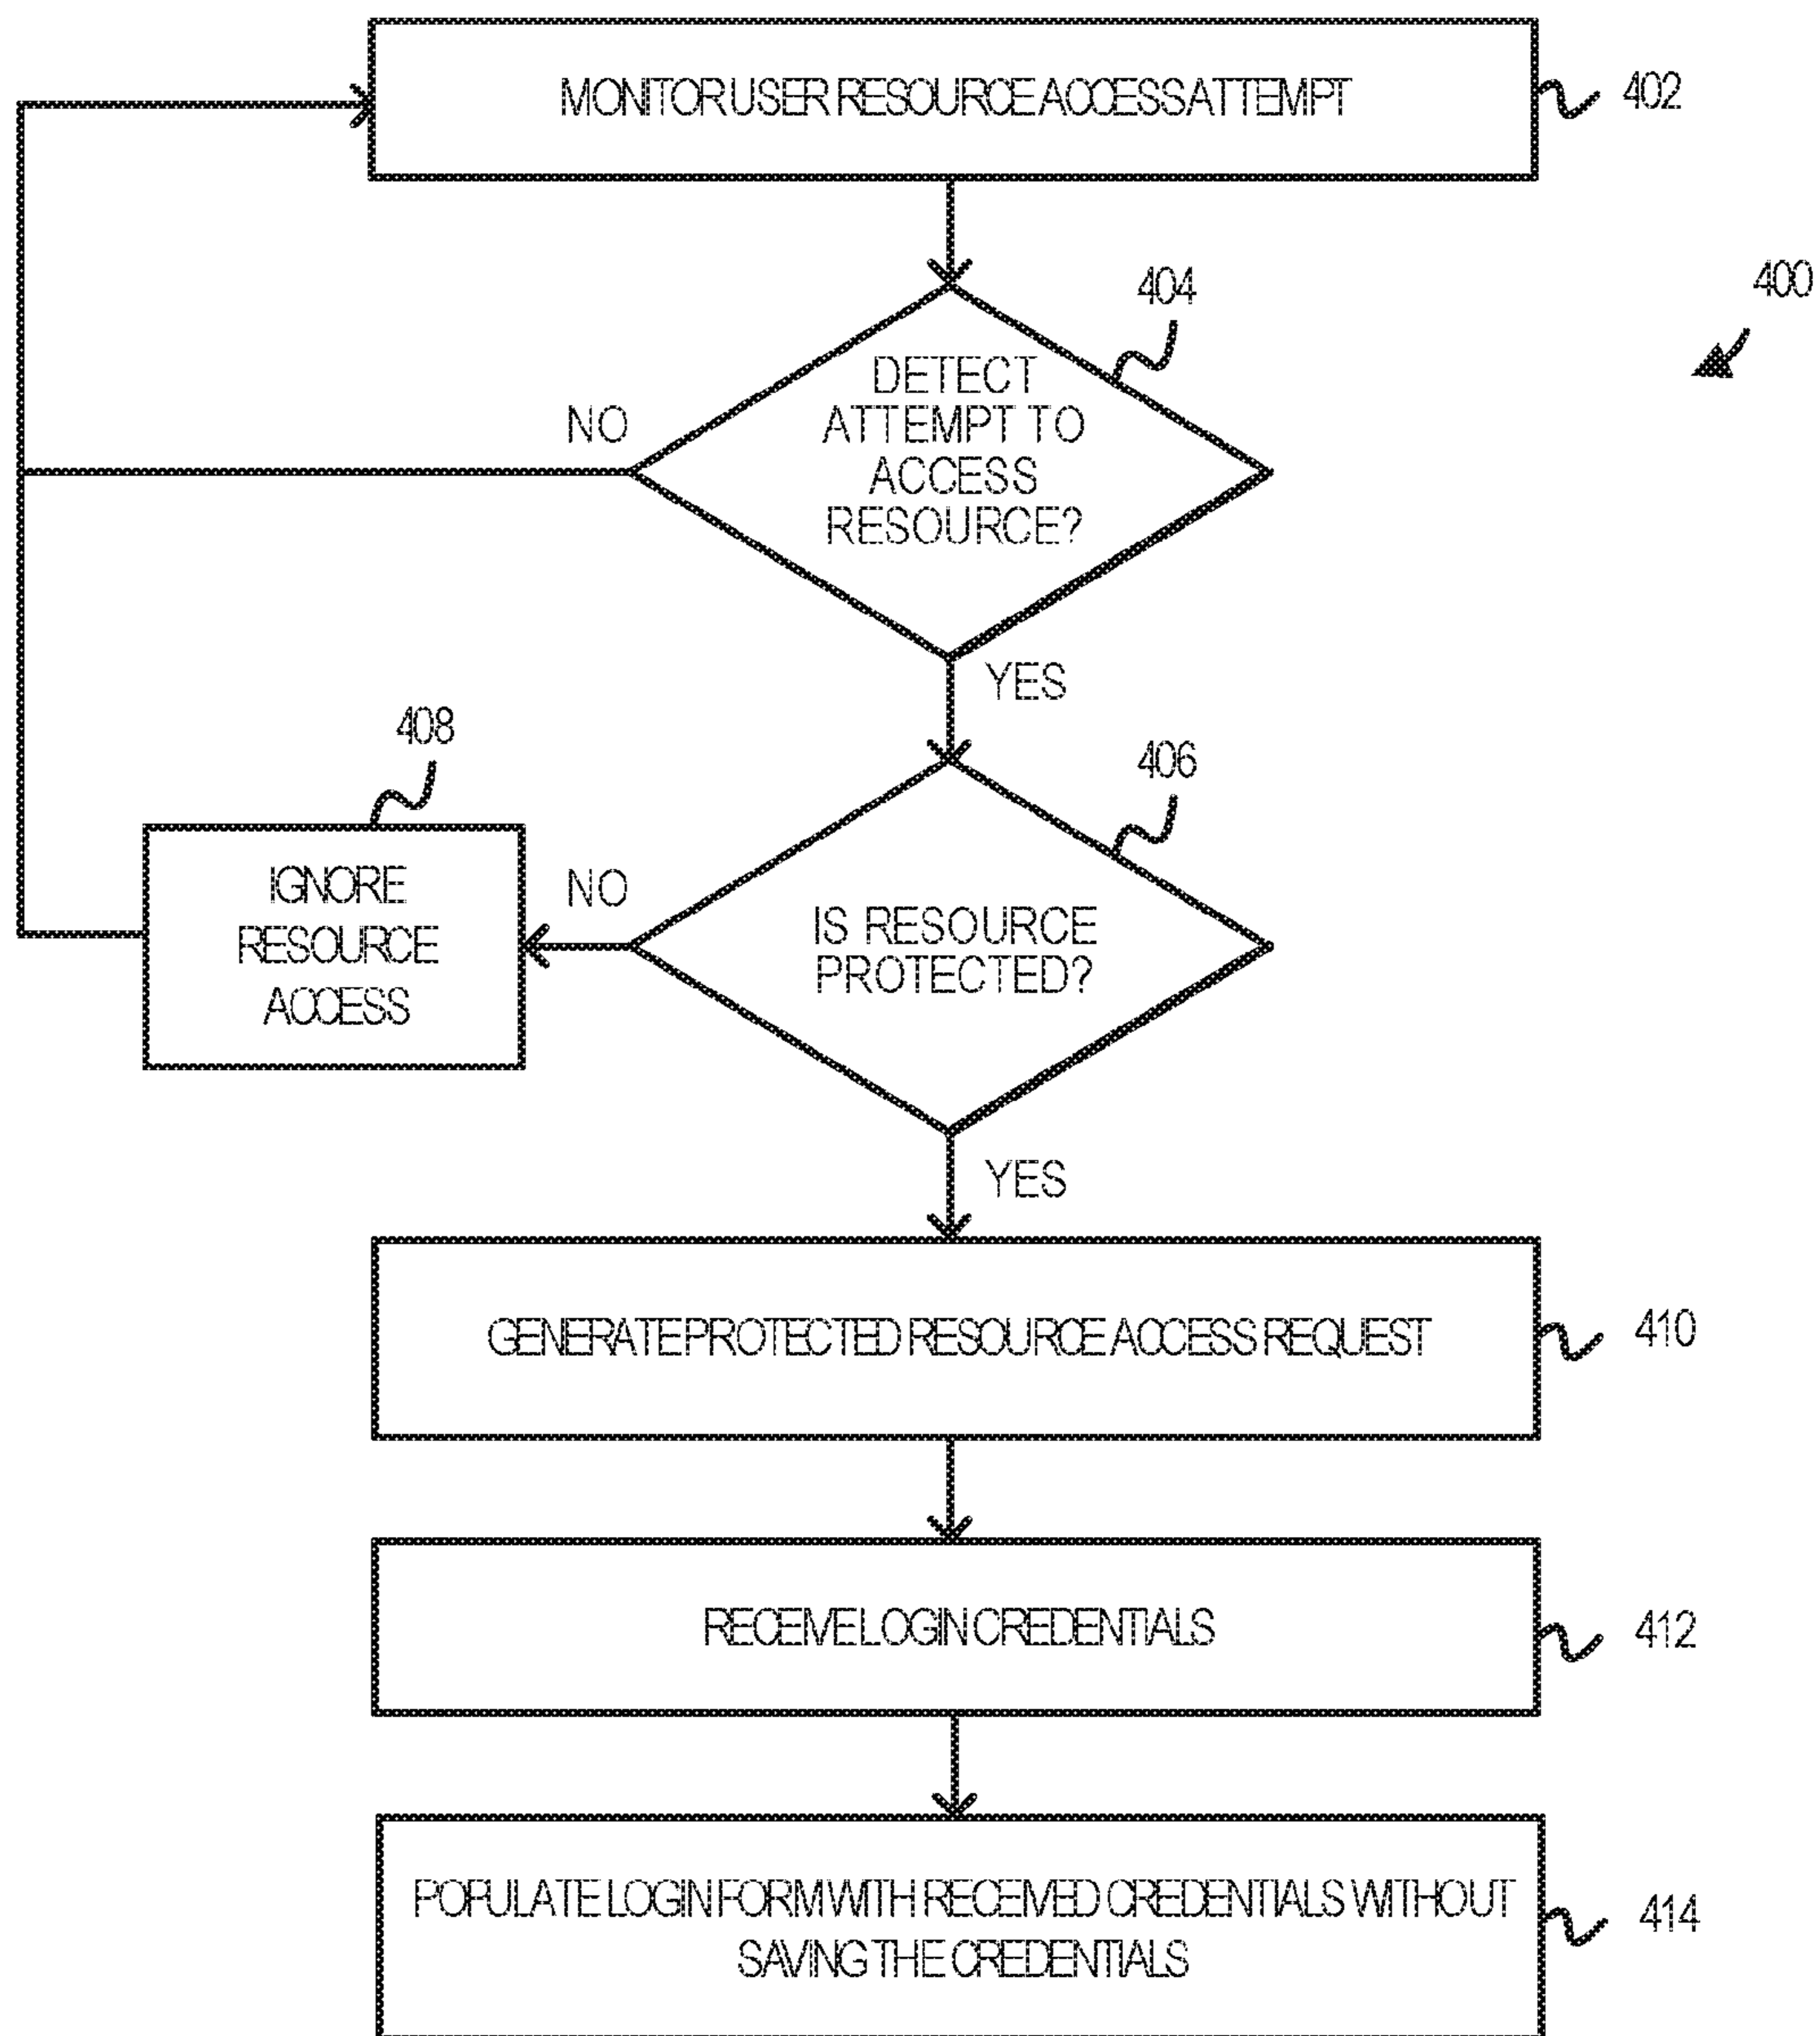 MONITOR USER RESOURCE ACCESS ATTEMPT
402
404
400
DETECT
ATTEMPT TO
ACCESS
RESOURCE?
NO
YES
408
406
IGNORE
RESOURCE
ACCESS
NO
IS RESOURCE
PROTECTED?
YES
GENERATE PROTECTED RESOURCE ACCESS REQUEST
410
RECEIVE LOGIN CREDENTIALS
412
POPULATE LOGIN FORM WITH RECEIVED CREDENTIALS WITHOUT
SAVING THE CREDENTIALS
414